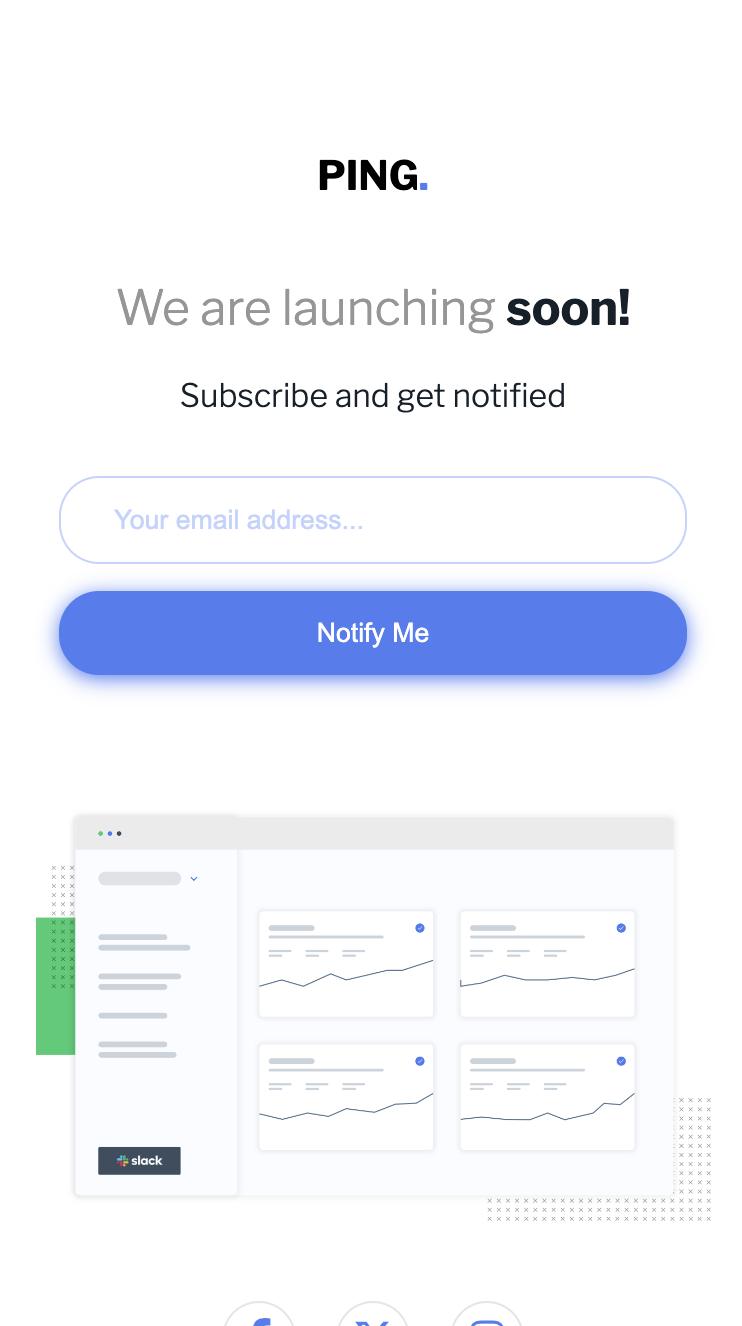 PING.
We are launching soon!
Subscribe and get notified
Your email address...
Notify Me
slack